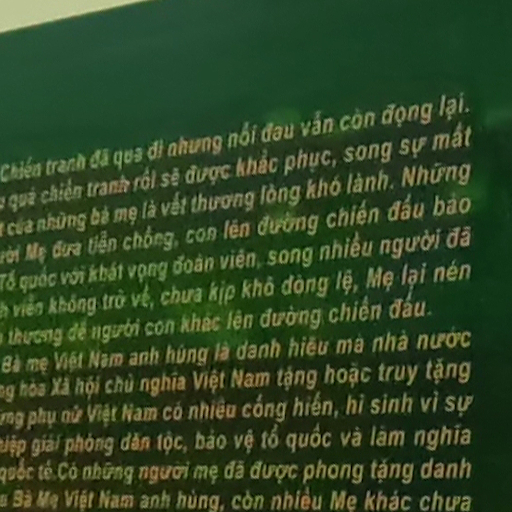 Chiến tranh đã qua đi nhưng nỗi đau vẫn còn đọng lại.
quả chiến tranh rồi sẽ được khắc phục, song sự mất
của những bà mẹ là vết thương lòng khó lành. Những
Mẹ đưa tiễn chồng, con lên đường chiến đấu bảo
Tổ quốc với khát vọng đoàn viên, song nhiều người đã
viễn không trở về, chưa kịp khô dòng lệ, Mẹ lại nén
thương để người con khác lên đường chiến đấu.
Bà mẹ Việt Nam anh hùng là danh hiệu mà nhà nước
hòa Xã hội chủ nghĩa Việt Nam tặng hoặc truy tặng
phụ nữ Việt Nam có nhiều cống hiến, hi sinh vì sự
giải phóng dân tộc, bảo vệ tổ quốc và làm nghĩa
quốc tế.Có những người mẹ đã được phong tặng danh
Bà Mẹ Việt Nam anh hùng, còn nhiều Mẹ khác chưa